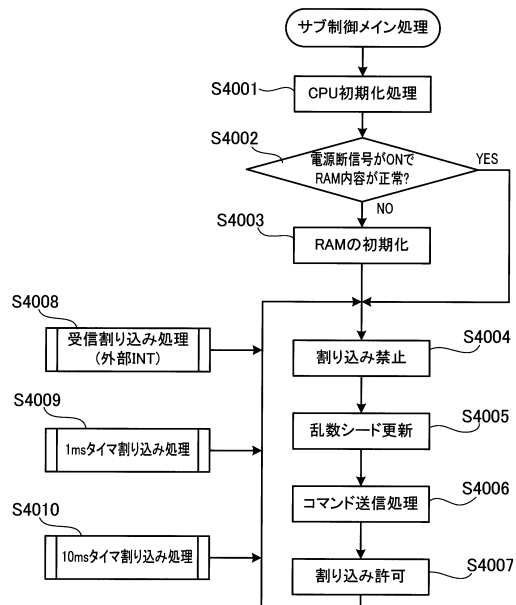 サブ制御メイン処理
S4001
CPU初期化処理
S4002
電源断信号がONで
RAM内容が正常?
YES
NO
S4003
RAMの初期化
S4008
受信割り込み処理
(外部INT)
S4004
割り込み禁止
S4009
1msタイマ割り込み処理
S4005
乱数シード更新
S4006
コマンド送信処理
S4010
10msタイマ割り込み処理
S4007
割り込み許可